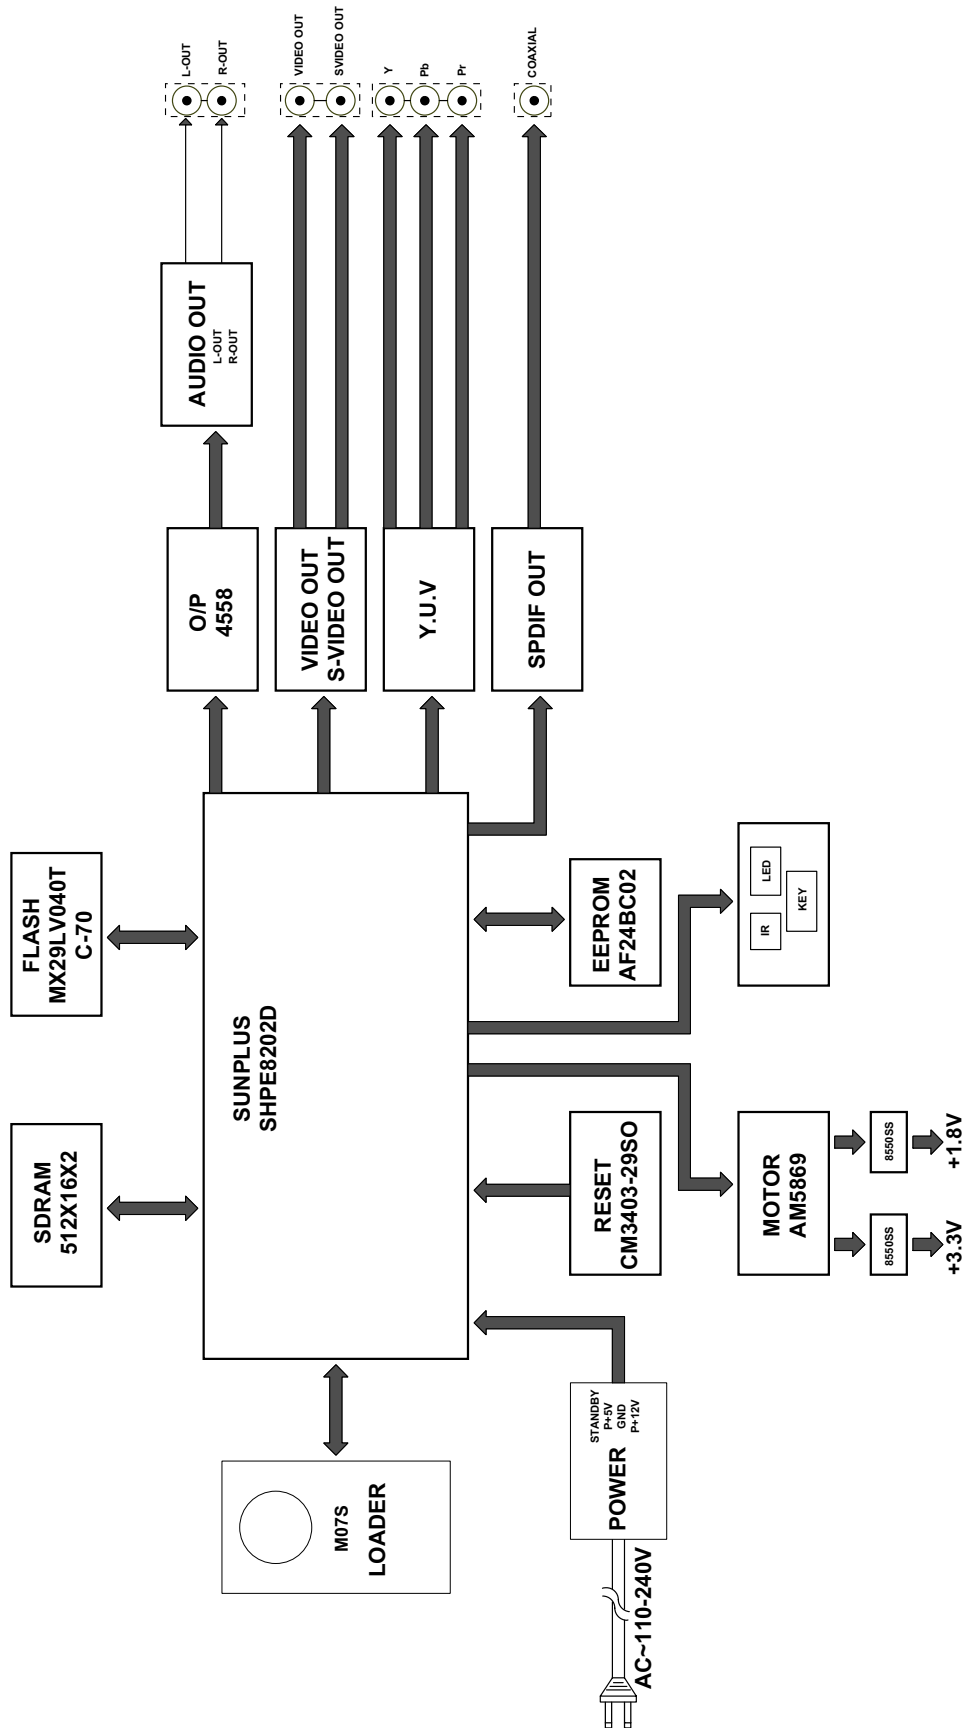 L-OUT
R-OUT
VIDEO OUT
SVIDEO OUT
Y
Pb
Pr
COAXIAL
AUDIO OUT
L-OUT
R-OUT
O/P
4558
VIDEO OUT
S-VIDEO OUT
Y.U.V
SPDIF OUT
FLASH
MX29LV040T
C-70
SDRAM
512X16X2
SUNPLUS
SHPE8202D
EEPROM
AF24BC02
LED
IR
KEY
RESET
CM3403-29SO
MOTOR
AM5869
8550SS
8550SS
+1.8V
+3.3V
M07S
LOADER
POWER
STANDBY
P+5V
GND
P+12V
AC~110-240V